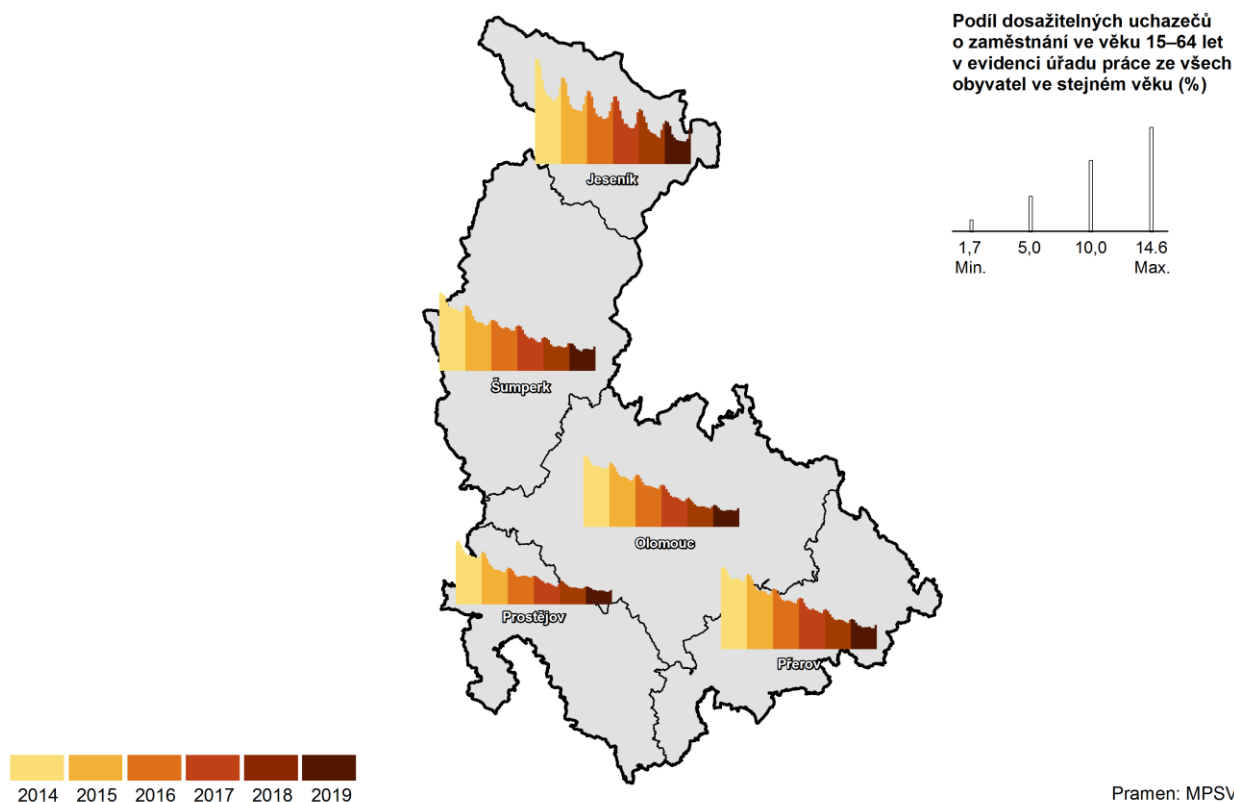 Podíl dosažitelných uchazečů
o zaměstnání ve věku 15–64 let
v evidenci úřadu práce ze všech
obyvatel ve stejném věku (%)
1,7 5,0 10,0 14.6
Min. Max.
Jeseník
Šumperk
Olomouc
Prostějov
Přerov
2014 2015 2016 2017 2018 2019
Pramen: MPSV